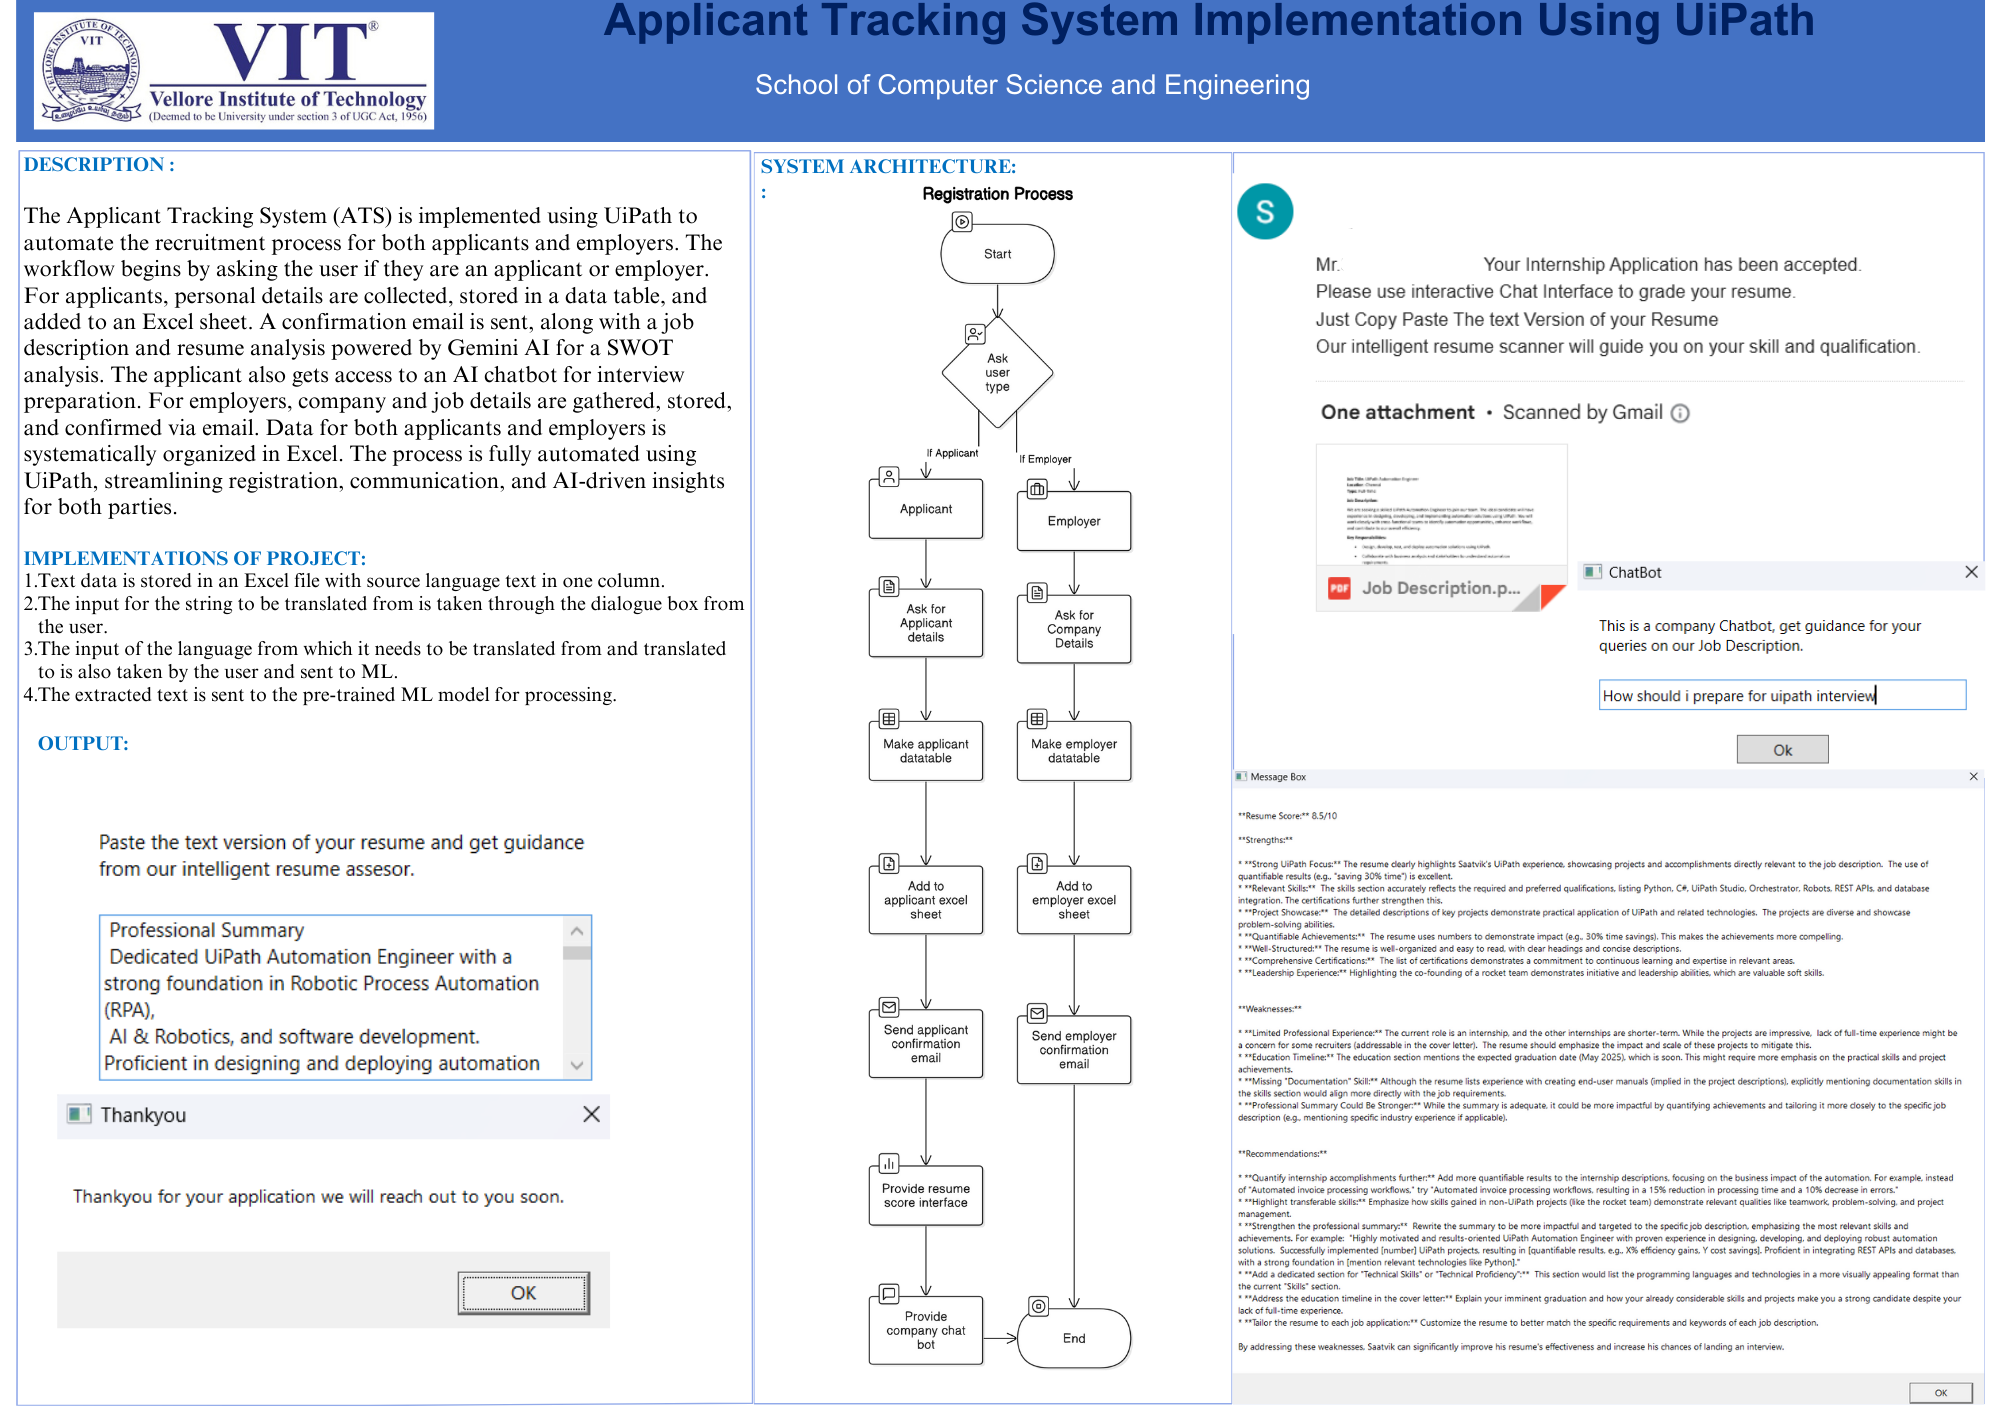 VIT®
VELLORE INSTITUTE OF TECHNOLOGY
VIT
Vellore Institute of Technology
(Deemed to be University under section 3 of UGC Act, 1956)
Applicant Tracking System Implementation Using UiPath
School of Computer Science and Engineering
DESCRIPTION :
The Applicant Tracking System (ATS) is implemented using UiPath to
automate the recruitment process for both applicants and employers. The
workflow begins by asking the user if they are an applicant or employer.
For applicants, personal details are collected, stored in a data table, and
added to an Excel sheet. A confirmation email is sent, along with a job
description and resume analysis powered by Gemini AI for a SWOT
analysis. The applicant also gets access to an AI chatbot for interview
preparation. For employers, company and job details are gathered, stored,
and confirmed via email. Data for both applicants and employers is
systematically organized in Excel. The process is fully automated using
UiPath, streamlining registration, communication, and AI-driven insights
for both parties.
IMPLEMENTATIONS OF PROJECT:
1.Text data is stored in an Excel file with source language text in one column.
2.The input for the string to be translated from is taken through the dialogue box from
the user.
3.The input of the language from which it needs to be translated from and translated
to is also taken by the user and sent to ML.
4.The extracted text is sent to the pre-trained ML model for processing.
OUTPUT:
Paste the text version of your resume and get guidance
from our intelligent resume assesor.
Professional Summary
Dedicated UiPath Automation Engineer with a
strong foundation in Robotic Process Automation
(RPA),
AI & Robotics, and software development.
Proficient in designing and deploying automation
Thankyou
Thankyou for your application we will reach out to you soon.
OK
SYSTEM ARCHITECTURE:
:
Registration Process
Start
Ask
user
type
If Applicant
If Employer
Applicant
Employer
Ask for
Applicant
details
Ask for
Company
Details
Make applicant
datatable
Make employer
datatable
Add to
applicant excel
sheet
Add to
employer excel
sheet
Send applicant
confirmation
email
Send employer
confirmation
email
Provide resume
score interface
Provide
company chat
bot
End
S
Mr. Your Internship Application has been accepted.
Please use interactive Chat Interface to grade your resume.
Just Copy Paste The text Version of your Resume
Our intelligent resume scanner will guide you on your skill and qualification.
One attachment • Scanned by Gmail
Job Title: UiPath Automation Engineer
Location: Chennai
Type: Full-time
Job Description:
Key Responsibilities:
PDF Job Description.p...
ChatBot
This is a company Chatbot, get guidance for your
queries on our Job Description.
How should i prepare for uipath interview
Ok
Message Box
**Resume Score:** 8.5/10
**Strengths:**
* **Strong UiPath Focus:** The resume clearly highlights Saatvik's UiPath experience, showcasing projects and accomplishments directly relevant to the job description. The use of
quantifiable results (e.g., "saving 30% time") is excellent.
* **Relevant Skills:** The skills section accurately reflects the required and preferred qualifications, listing Python, C#, UiPath Studio, Orchestrator, Robots, REST APIs, and database
integration. The certifications further strengthen this.
* **Project Showcase:** The detailed descriptions of key projects demonstrate practical application of UiPath and related technologies. The projects are diverse and showcase
problem-solving abilities.
* **Quantifiable Achievements:** The resume uses numbers to demonstrate impact (e.g., 30% time savings). This makes the achievements more compelling.
* **Well-Structured:** The resume is well-organized and easy to read, with clear headings and concise descriptions.
* **Comprehensive Certifications:** The list of certifications demonstrates a commitment to continuous learning and expertise in relevant areas.
* **Leadership Experience:** Highlighting the co-founding of a rocket team demonstrates initiative and leadership abilities, which are valuable soft skills.
**Weaknesses:**
* **Limited Professional Experience:** The current role is an internship, and the other internships are shorter-term. While the projects are impressive, lack of full-time experience might be
a concern for some recruiters (addressable in the cover letter). The resume should emphasize the impact and scale of these projects to mitigate this.
* **Education Timeline:** The education section mentions the expected graduation date (May 2025), which is soon. This might require more emphasis on the practical skills and project
achievements.
* **Missing "Documentation" Skill:** Although the resume lists experience with creating end-user manuals (implied in the project descriptions), explicitly mentioning documentation skills in
the skills section would align more directly with the job requirements.
* **Professional Summary Could Be Stronger:** While the summary is adequate, it could be more impactful by quantifying achievements and tailoring it more closely to the specific job
description (e.g., mentioning specific industry experience if applicable).
**Recommendations:**
* **Quantify internship accomplishments further:** Add more quantifiable results to the internship descriptions, focusing on the business impact of the automation. For example, instead
of "Automated invoice processing workflows," try "Automated invoice processing workflows, resulting in a 15% reduction in processing time and a 10% decrease in errors."
* **Highlight transferable skills:** Emphasize how skills gained in non-UiPath projects (like the rocket team) demonstrate relevant qualities like teamwork, problem-solving, and project
management.
* **Strengthen the professional summary:** Rewrite the summary to be more impactful and targeted to the specific job description, emphasizing the most relevant skills and
achievements. For example: "Highly motivated and results-oriented UiPath Automation Engineer with proven experience in designing, developing, and deploying robust automation
solutions. Successfully implemented [number] UiPath projects, resulting in [quantifiable results, e.g., X% efficiency gains, Y cost savings]. Proficient in integrating REST APIs and databases,
with a strong foundation in [mention relevant technologies like Python]."
* **Add a dedicated section for "Technical Skills" or "Technical Proficiency":** This section would list the programming languages and technologies in a more visually appealing format than
the current "Skills" section.
* **Address the education timeline in the cover letter:** Explain your imminent graduation and how your already considerable skills and projects make you a strong candidate despite your
lack of full-time experience.
* **Tailor the resume to each job application:** Customize the resume to better match the specific requirements and keywords of each job description.
By addressing these weaknesses, Saatvik can significantly improve his resume's effectiveness and increase his chances of landing an interview.
OK